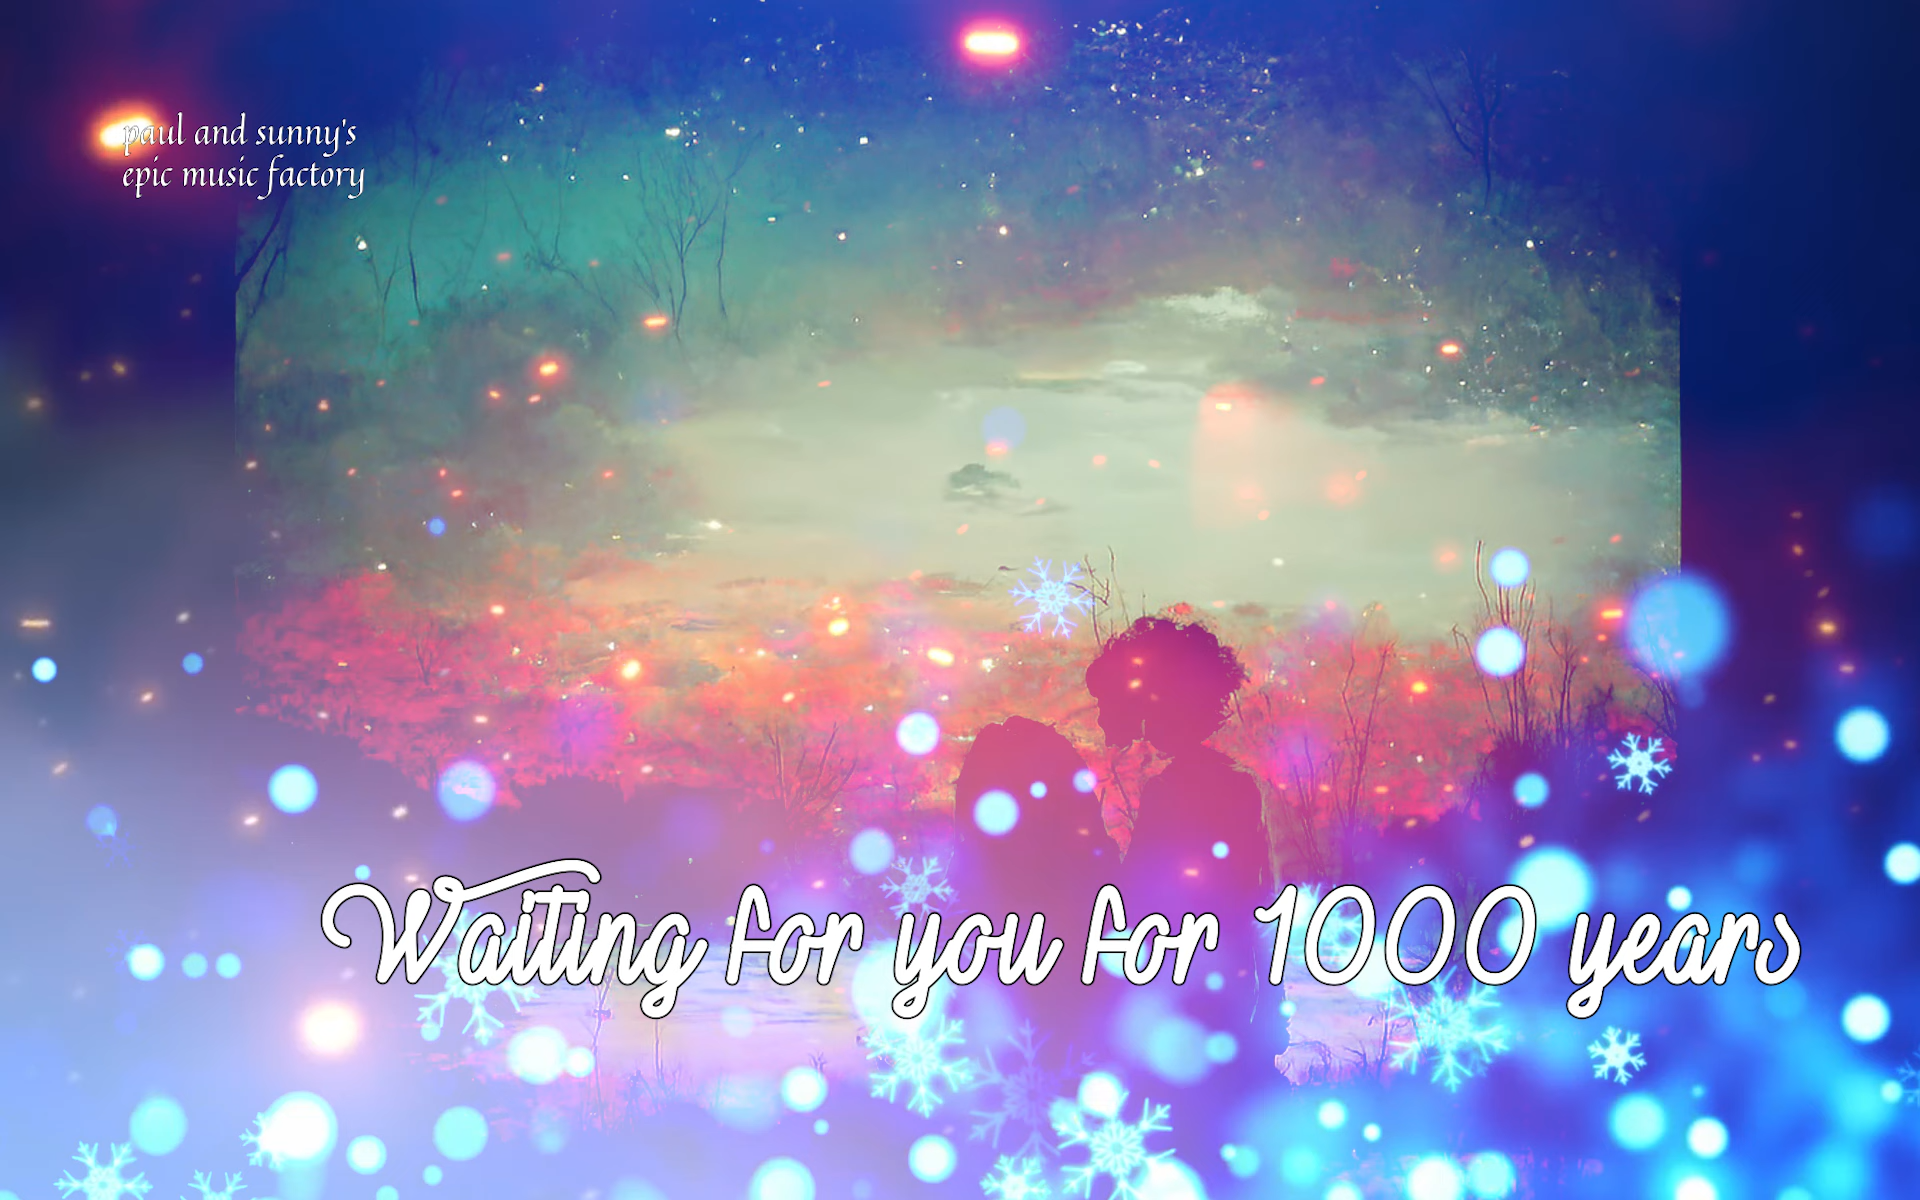 paul and sunny's
epic music factory
Waiting for you for 1000 years